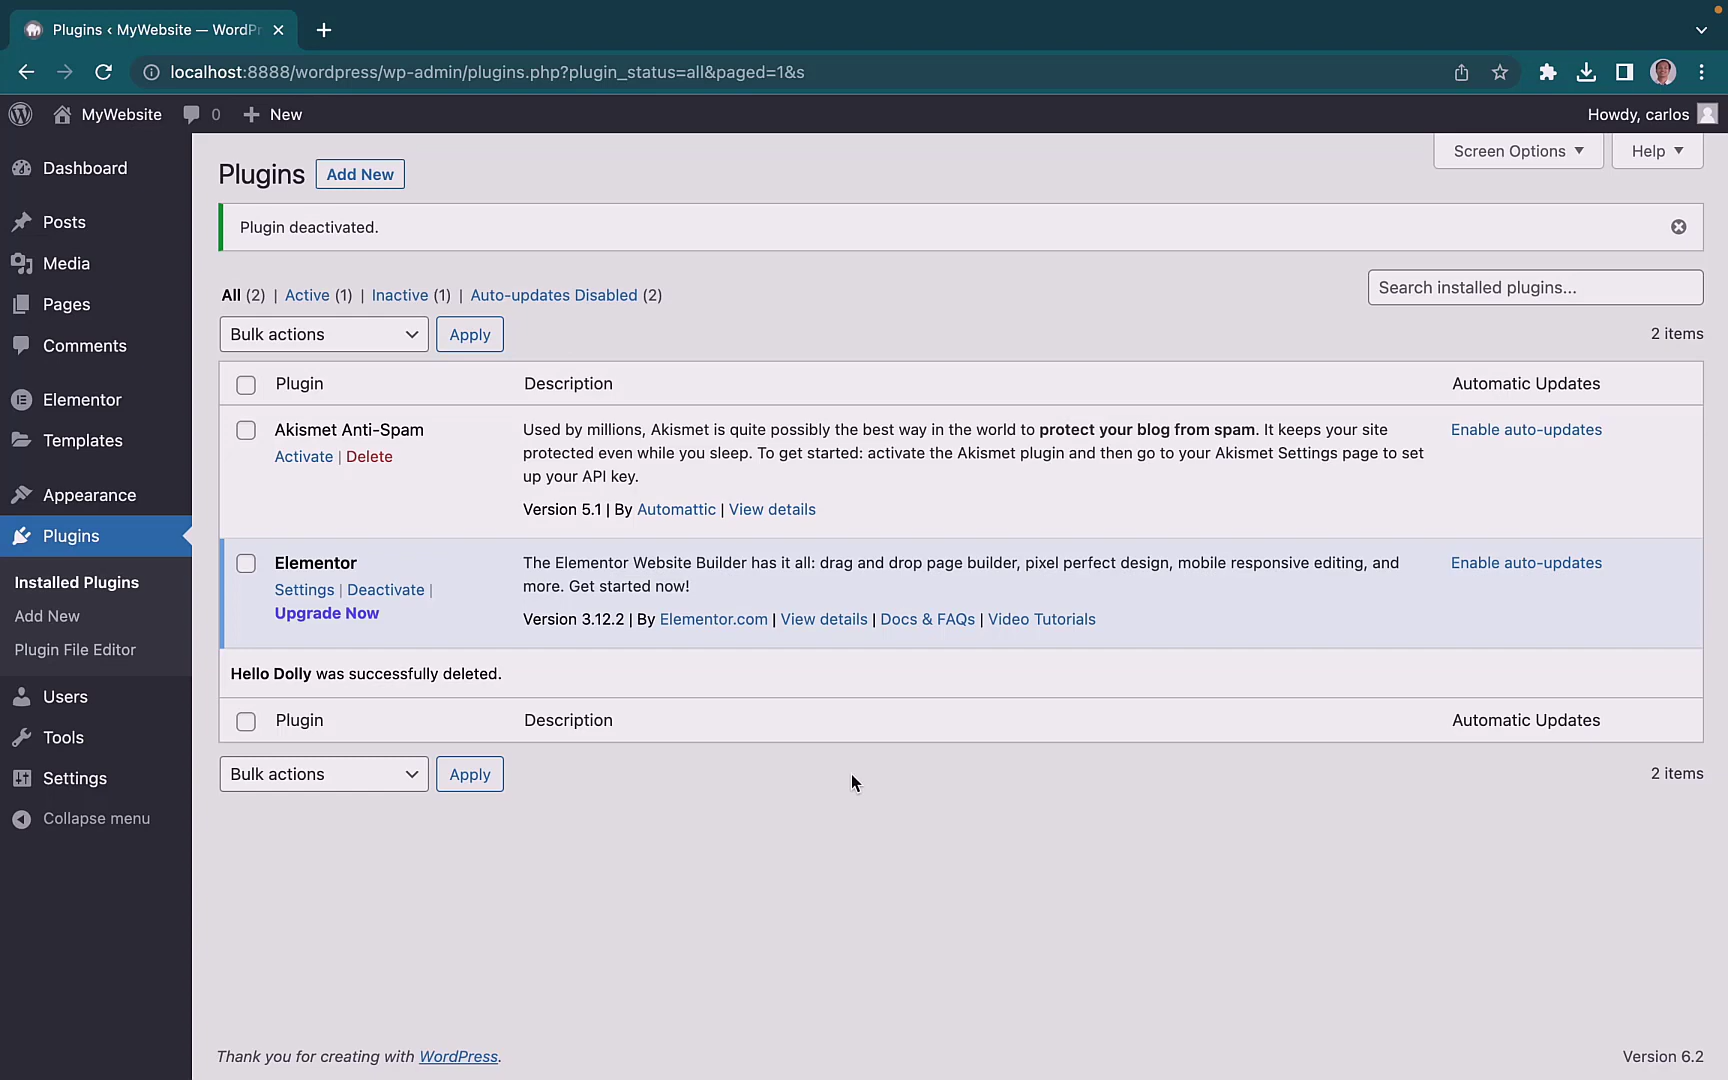 Plugins ‹ MyWebsite — WordPr
localhost:8888/wordpress/wp-admin/plugins.php?plugin_status=all&paged=1&s
MyWebsite 0 New Howdy, carlos
Screen Options Help
Dashboard
Posts
Media
Pages
Comments
Elementor
Templates
Appearance
Plugins
Installed Plugins
Add New
Plugin File Editor
Users
Tools
Settings
Collapse menu
Plugins Add New
Plugin deactivated.
All (2) | Active (1) | Inactive (1) | Auto-updates Disabled (2)
Search installed plugins...
Bulk actions Apply 2 items
Plugin Description Automatic Updates
Akismet Anti-Spam
Activate | Delete
Used by millions, Akismet is quite possibly the best way in the world to protect your blog from spam. It keeps your site
protected even while you sleep. To get started: activate the Akismet plugin and then go to your Akismet Settings page to set
up your API key.
Version 5.1 | By Automattic | View details
Enable auto-updates
Elementor
Settings | Deactivate |
Upgrade Now
The Elementor Website Builder has it all: drag and drop page builder, pixel perfect design, mobile responsive editing, and
more. Get started now!
Version 3.12.2 | By Elementor.com | View details | Docs & FAQs | Video Tutorials
Enable auto-updates
Hello Dolly was successfully deleted.
Plugin Description Automatic Updates
Bulk actions Apply 2 items
Thank you for creating with WordPress. Version 6.2